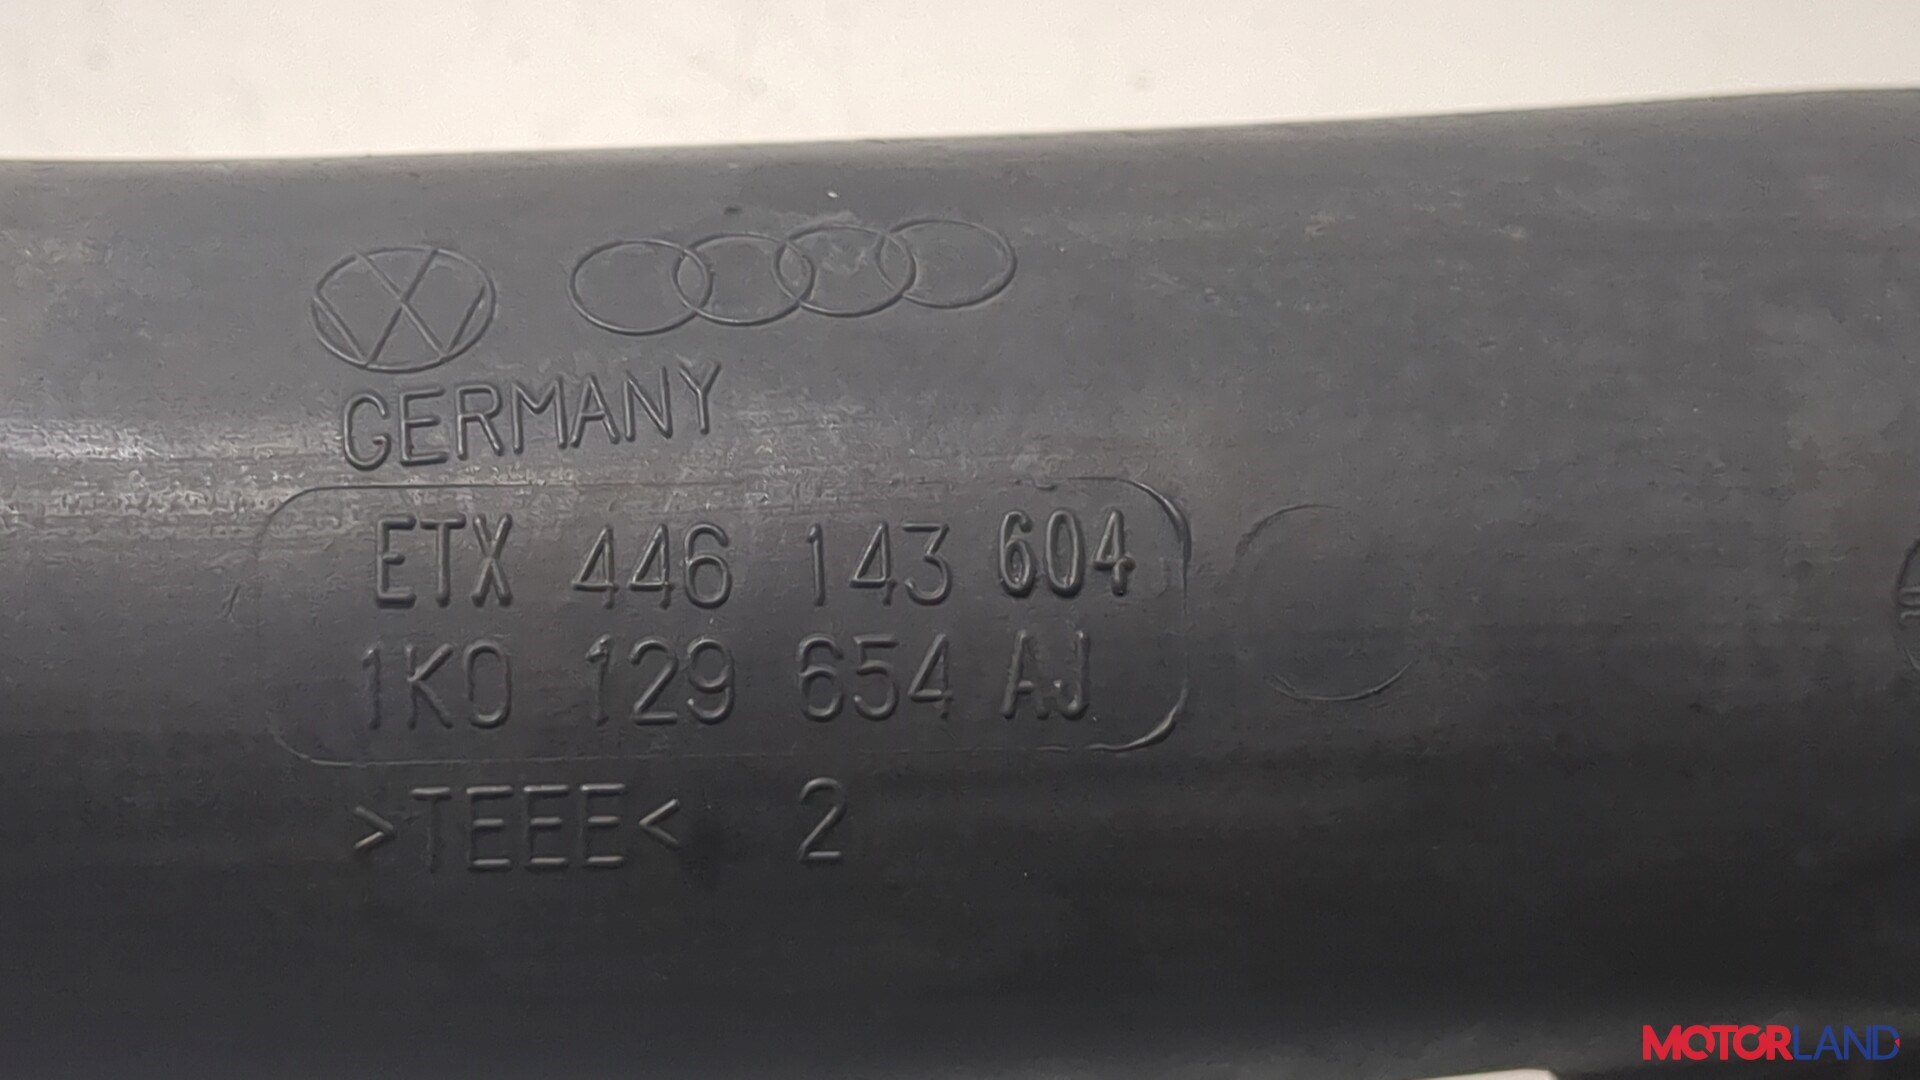 GERMANY
ETX 446 143 604
1K0 129 654 AJ
>TEEE< 2
MOTORLAND